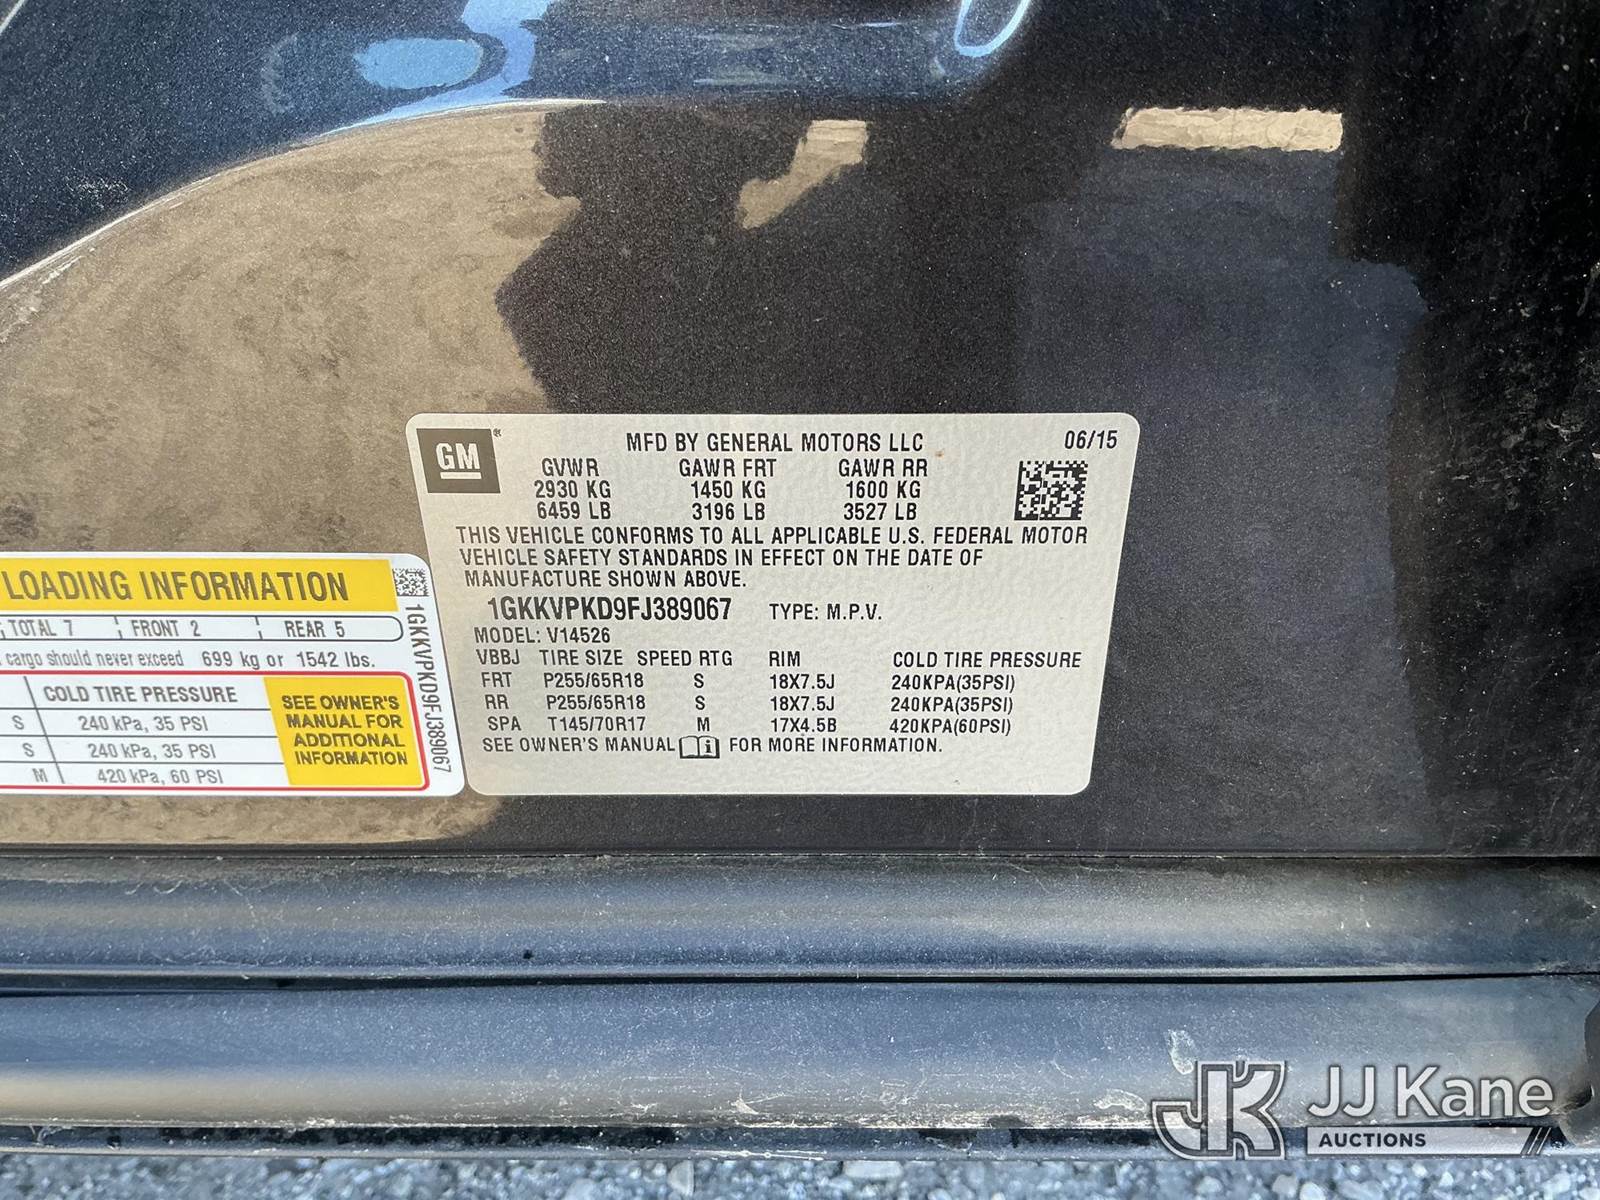 GM ®
MFD BY GENERAL MOTORS LLC 06/15
GVWR GAWR FRT GAWR RR
2930 KG 1450 KG 1600 KG
6459 LB 3196 LB 3527 LB
THIS VEHICLE CONFORMS TO ALL APPLICABLE U.S. FEDERAL MOTOR
VEHICLE SAFETY STANDARDS IN EFFECT ON THE DATE OF
MANUFACTURE SHOWN ABOVE.
1GKKVPKD9FJ389067 TYPE: M.P.V.
MODEL: V14526
VBBJ TIRE SIZE SPEED RTG RIM COLD TIRE PRESSURE
FRT P255/65R18 S 18X7.5J 240KPA(35PSI)
RR P255/65R18 S 18X7.5J 240KPA(35PSI)
SPA T145/70R17 M 17X4.5B 420KPA(60PSI)
SEE OWNER'S MANUAL i FOR MORE INFORMATION.
LOADING INFORMATION
TOTAL 7 FRONT 2 REAR 5
cargo should never exceed 699 kg or 1542 lbs.
COLD TIRE PRESSURE
S 240 kPa, 35 PSI
S 240 kPa, 35 PSI
M 420 kPa, 60 PSI
SEE OWNER'S
MANUAL FOR
ADDITIONAL
INFORMATION
1GKKVPKD9FJ389067
JK JJ Kane
AUCTIONS